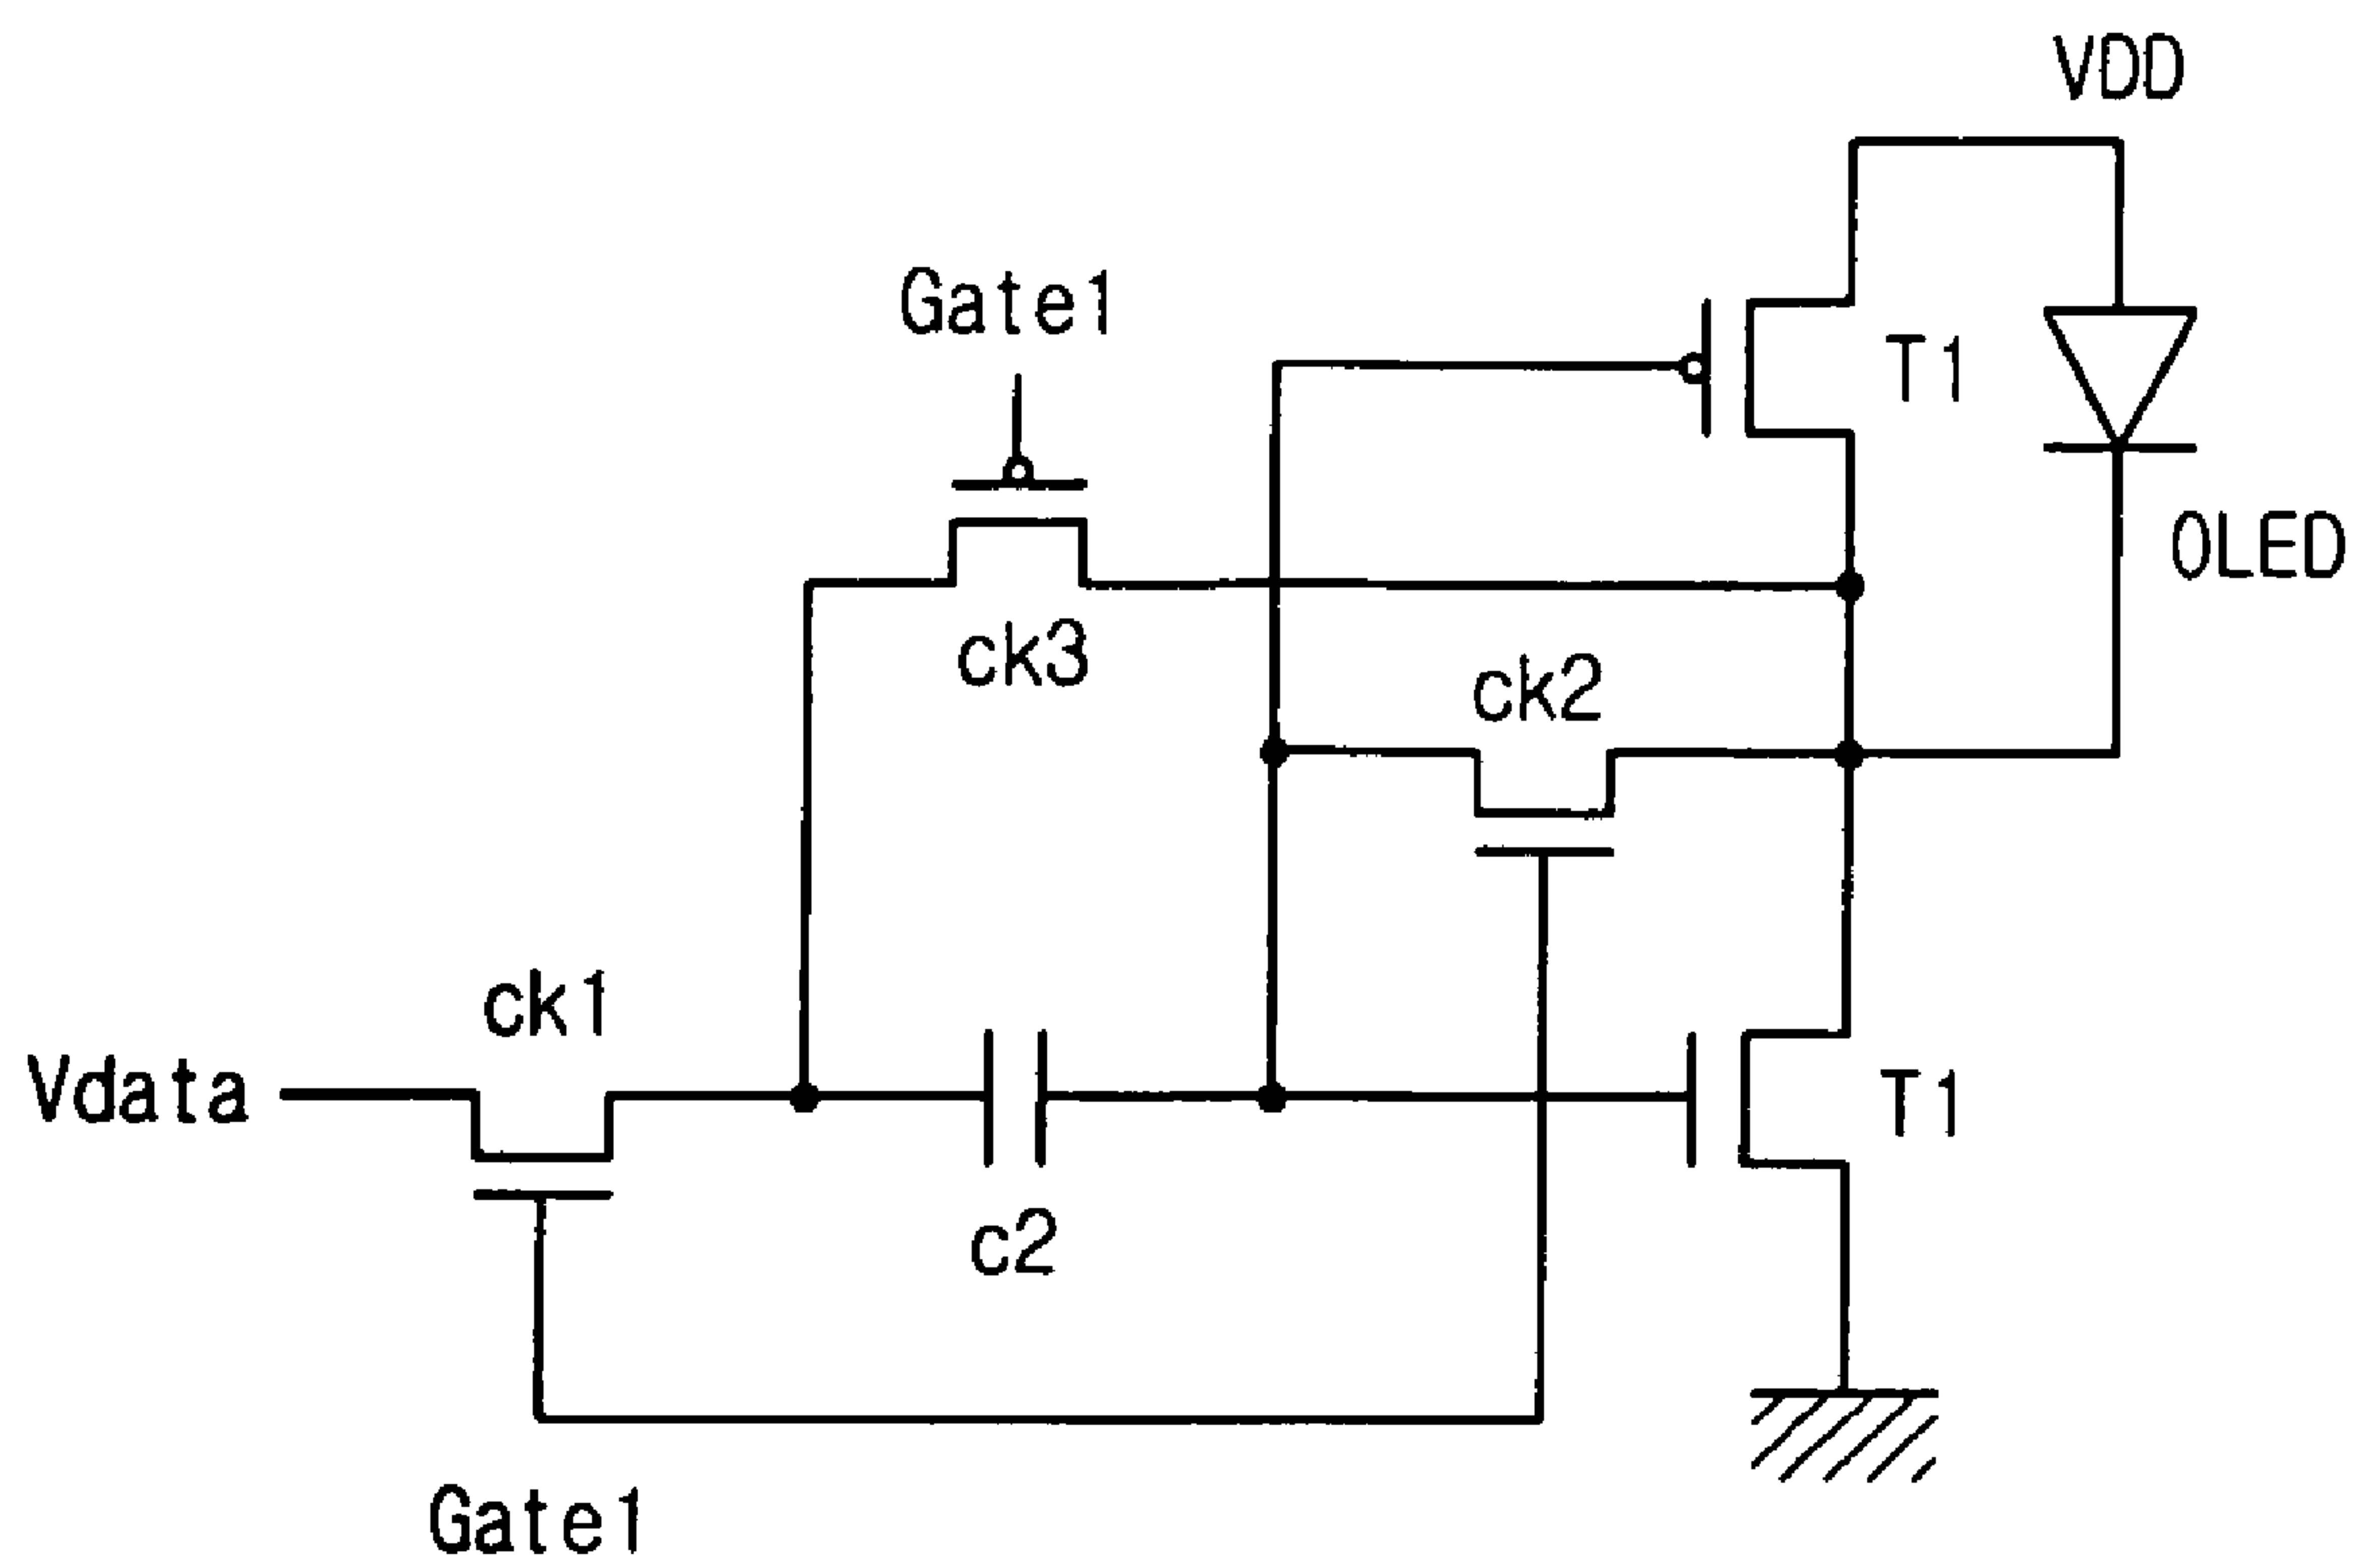 VDD
Gate1
T1
OLED
ck3
ck2
ck1
Vdata
T1
c2
Gate1